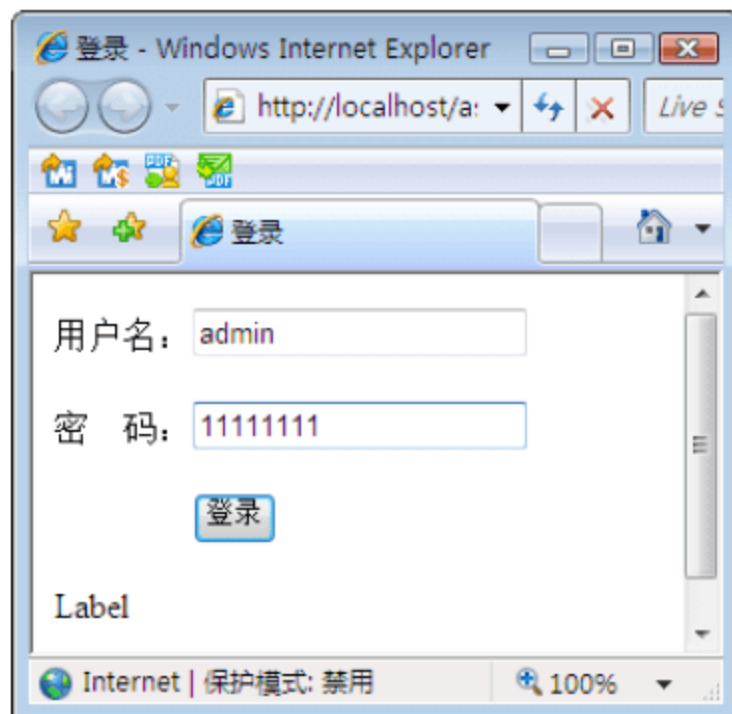 登录 - Windows Internet Explorer
http://localhost/a
Live S
登录
用户名：admin
密 码：11111111
登录
Label
Internet | 保护模式: 禁用 100%